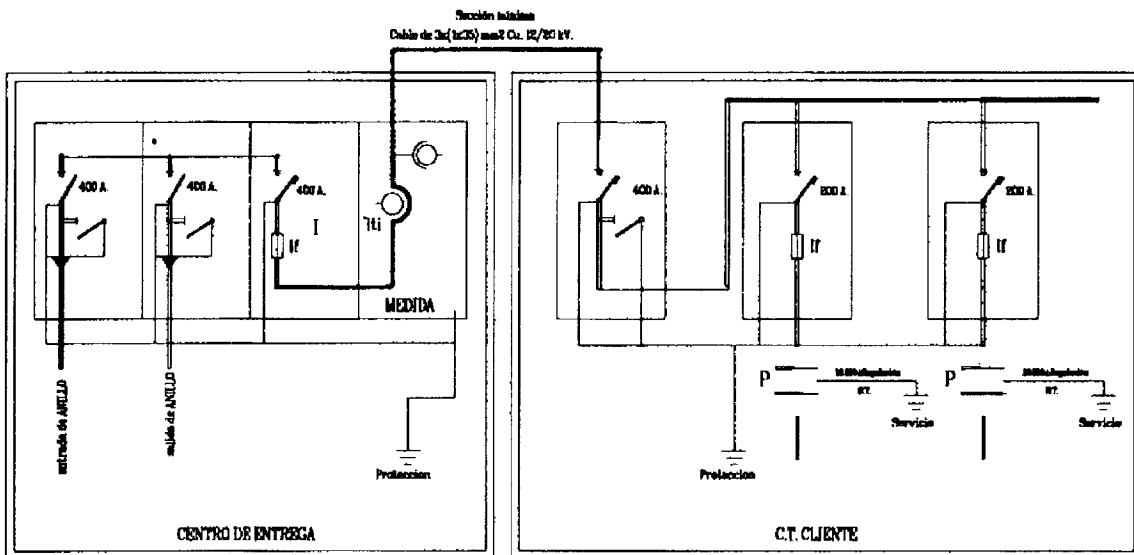 Sección mínima
Cable de 3x(1x35) mm2 Cu. 12/20 kV.
400 A.
400 A.
400 A.
I
If
Iti
MEDIDA
entrada de ANILLO
salida de ANILLO
Proteccion
CENTRO DE ENTREGA
400 A.
200 A.
If
200 A.
If
P
B.T.
Servicio
P
B.T.
Servicio
Proteccion
C.T. CLIENTE